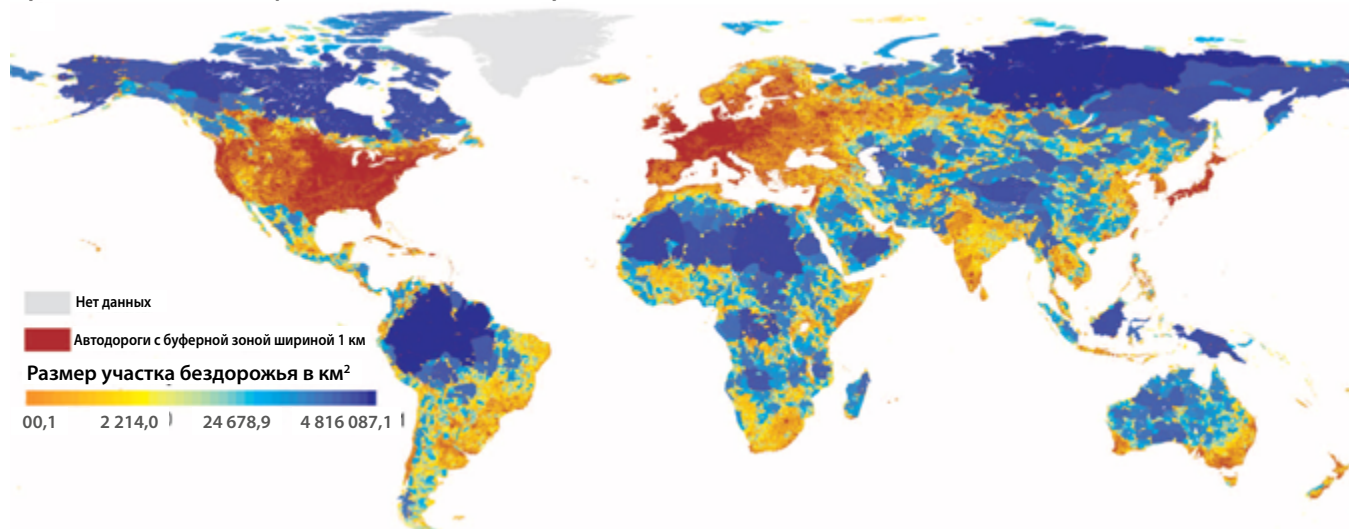 Нет данных
Автодороги с буферной зоной шириной 1 км
Размер участка бездорожья в км²
00,1 2 214,0 24 678,9 4 816 087,1